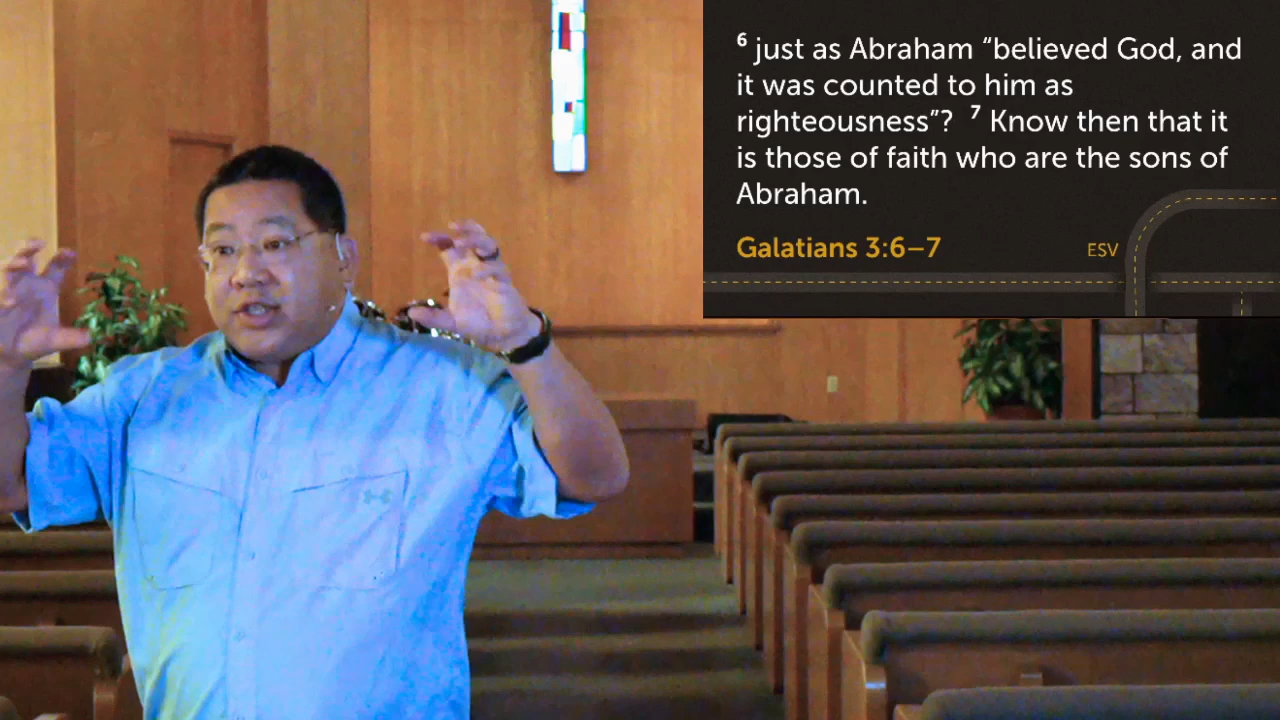 ⁶ just as Abraham “believed God, and
it was counted to him as
righteousness”? ⁷ Know then that it
is those of faith who are the sons of
Abraham.
Galatians 3:6–7
ESV